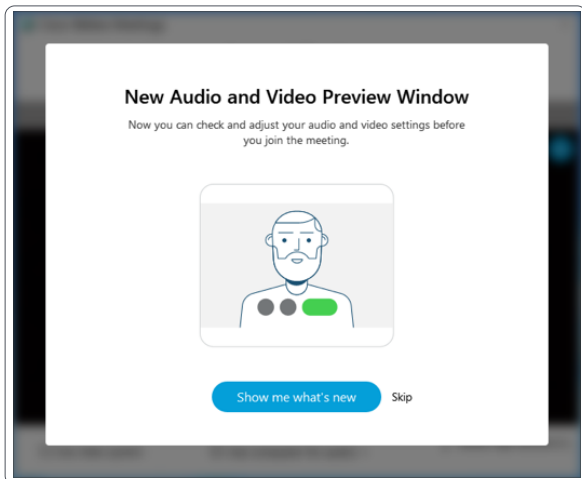 New Audio and Video Preview Window
Now you can check and adjust your audio and video settings before
you join the meeting.
Show me what's new
Skip